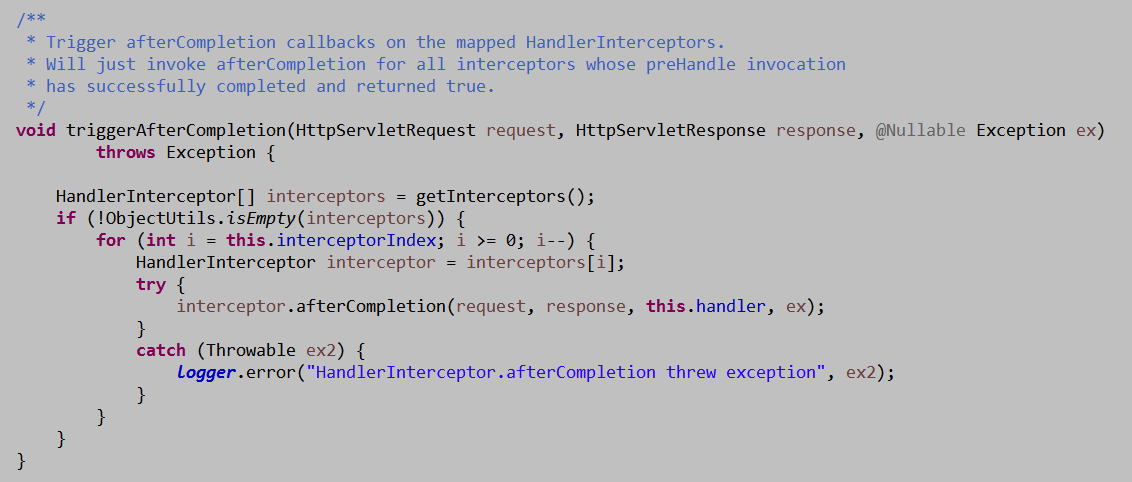 /**
 * Trigger afterCompletion callbacks on the mapped HandlerInterceptors.
 * Will just invoke afterCompletion for all interceptors whose preHandle invocation
 * has successfully completed and returned true.
 */
void triggerAfterCompletion(HttpServletRequest request, HttpServletResponse response, @Nullable Exception ex)
        throws Exception {

    HandlerInterceptor[] interceptors = getInterceptors();
    if (!ObjectUtils.isEmpty(interceptors)) {
        for (int i = this.interceptorIndex; i >= 0; i--) {
            HandlerInterceptor interceptor = interceptors[i];
            try {
                interceptor.afterCompletion(request, response, this.handler, ex);
            }
            catch (Throwable ex2) {
                logger.error("HandlerInterceptor.afterCompletion threw exception", ex2);
            }
        }
    }
}